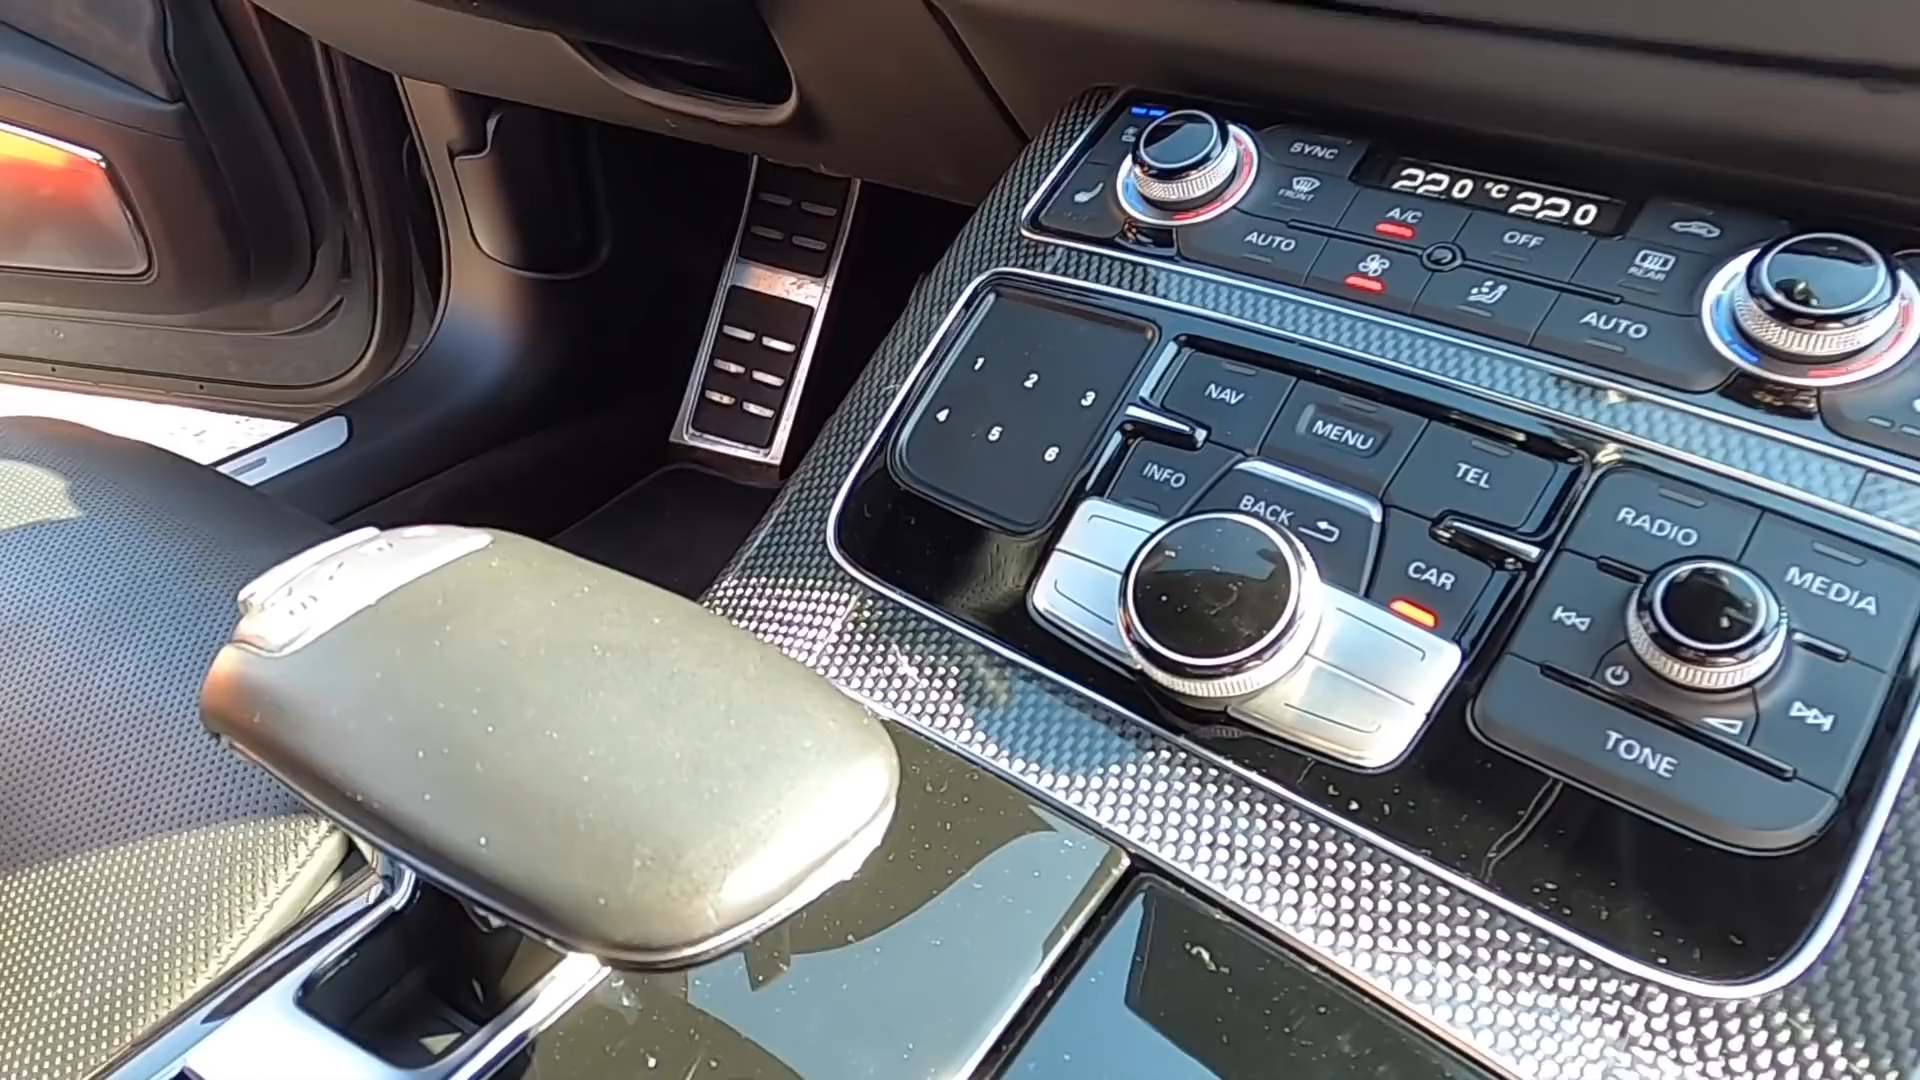 SYNC
22.0 °C 22.0
FRONT
A/C
AUTO
OFF
REAR
AUTO
1 2 3
4 5 6
NAV
MENU
TEL
INFO
BACK
CAR
RADIO
MEDIA
TONE